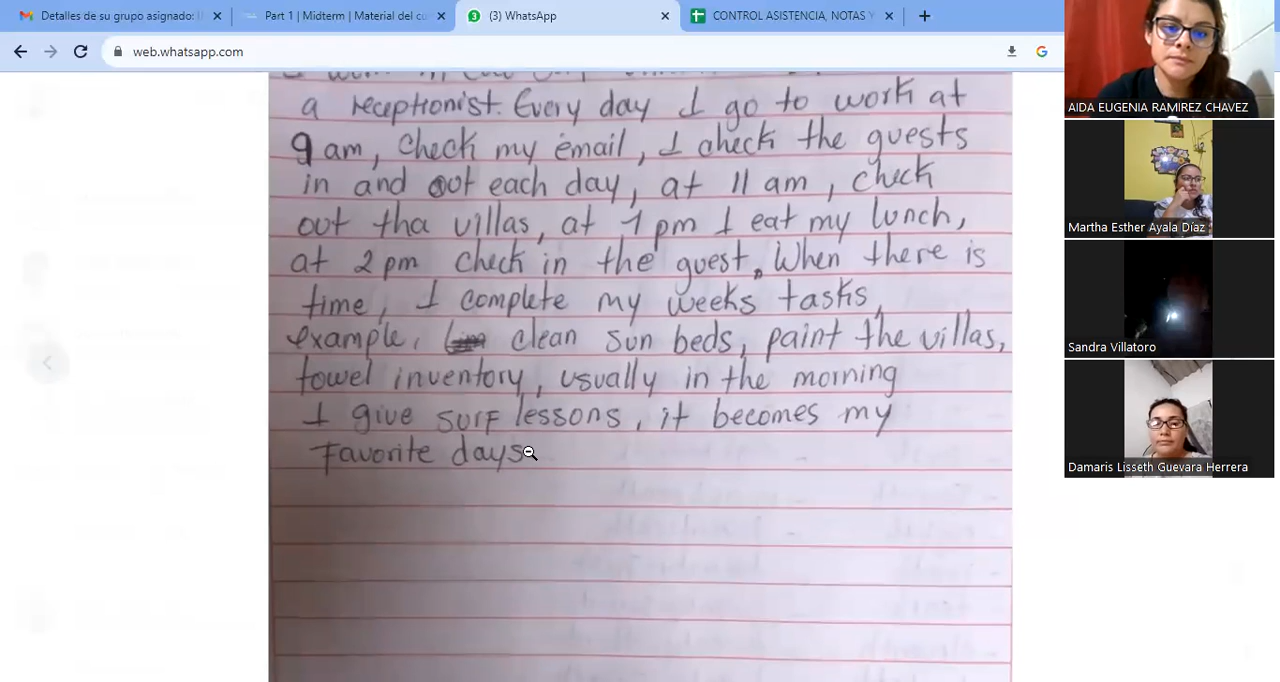 Detalles de su grupo asignado:
Part 1 | Midterm | Material del cu
(3) WhatsApp
CONTROL ASISTENCIA, NOTAS Y
web.whatsapp.com
a receptionist. Every day I go to work at
9 am, check my email, I check the guests
in and out each day, at 11 am, check
out tha villas, at 1 pm I eat my lunch,
at 2 pm check in the guest. When there is
time, I complete my weeks tasks,
example. clean sun beds, paint the villas,
towel inventory, usually in the morning
I give surf lessons, it becomes my
favorite days
AIDA EUGENIA RAMIREZ CHAVEZ
Martha Esther Ayala Díaz
Sandra Villatoro
Damaris Lisseth Guevara Herrera